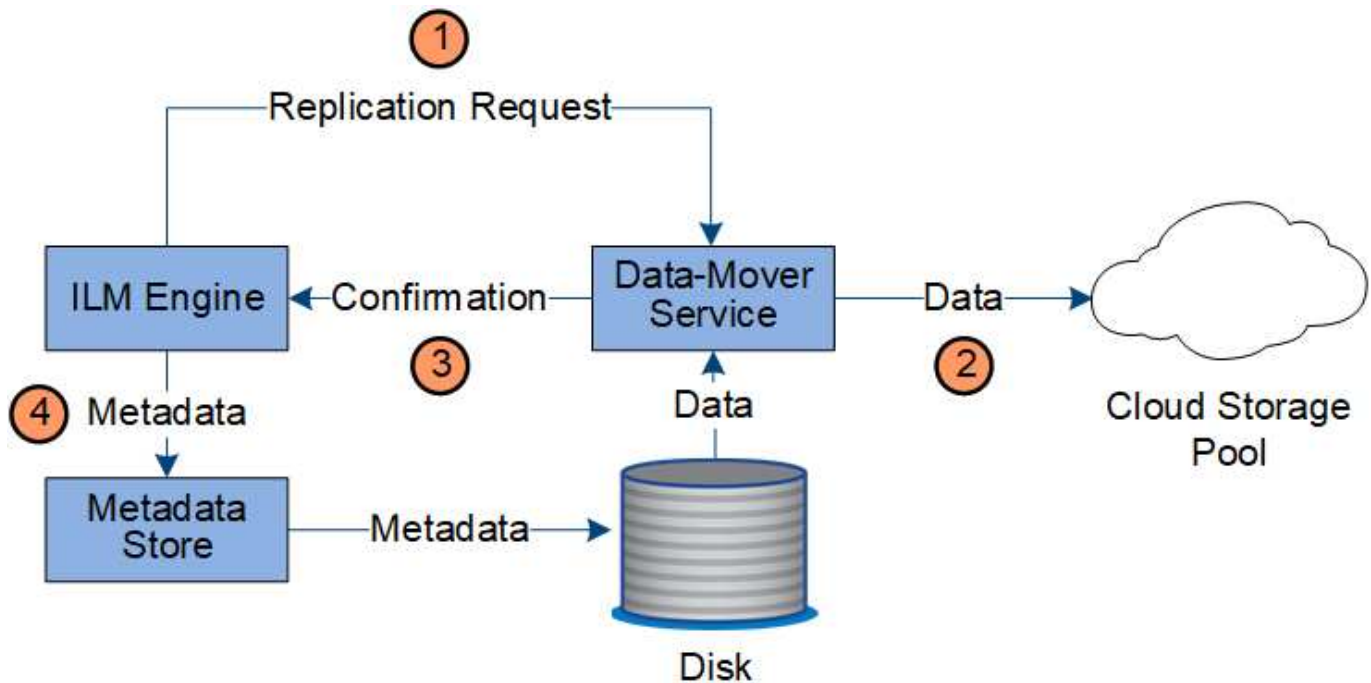 1
Replication Request
ILM Engine
Confirmation
Data-Mover
Service
Data
3
2
4
Metadata
Data
Cloud Storage
Pool
Metadata
Store
Metadata
Disk